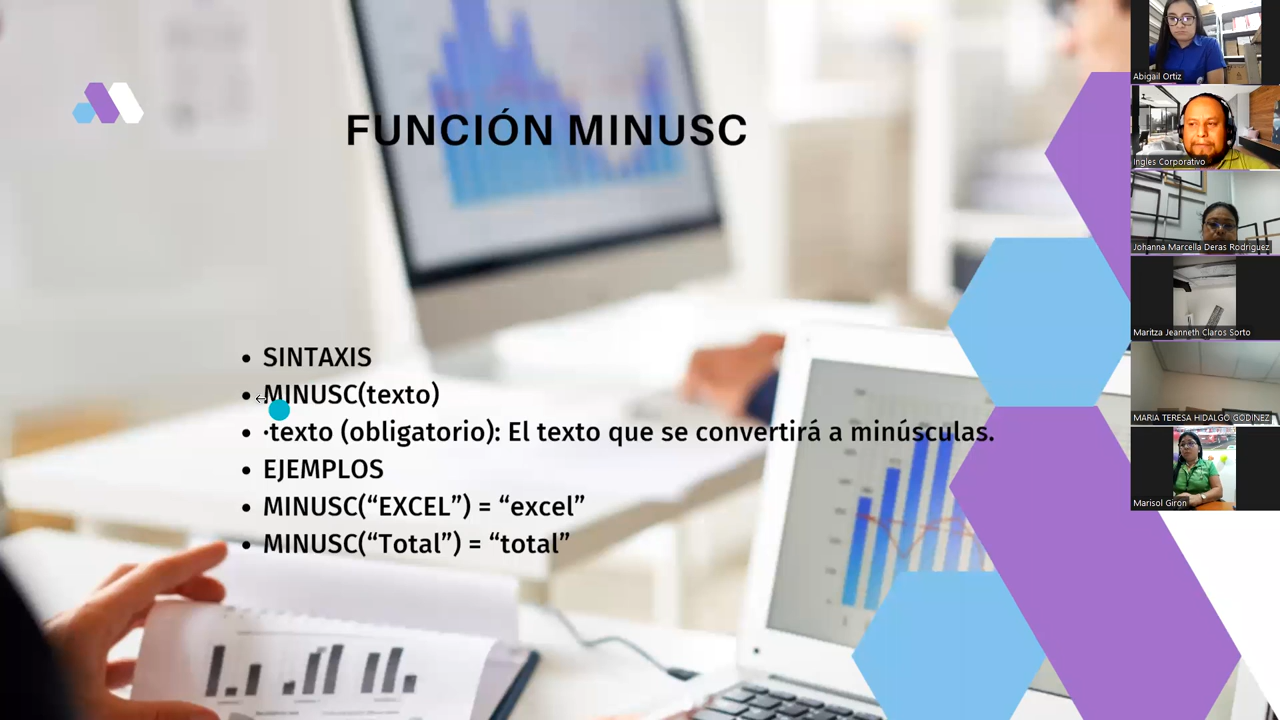 FUNCIÓN MINUSC
• SINTAXIS
• MINUSC(texto)
• ·texto (obligatorio): El texto que se convertirá a minúsculas.
• EJEMPLOS
• MINUSC(“EXCEL”) = “excel”
• MINUSC(“Total”) = “total”
Abigail Ortiz
Ingles Corporativo
Johanna Marcella Deras Rodriguez
Maritza Jeanneth Claros Sorto
MARIA TERESA HIDALGO GODINEZ
Marisol Giron